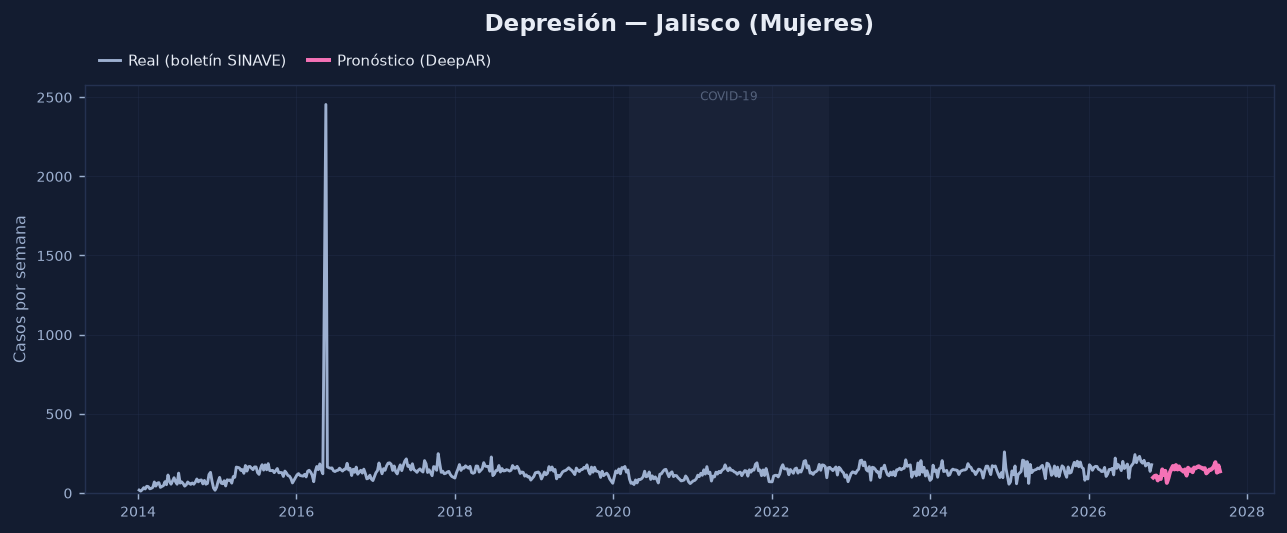 Depresión — Jalisco (Mujeres)
Real (boletín SINAVE)
Pronóstico (DeepAR)
COVID-19
Casos por semana
2500
2000
1500
1000
500
0
2014
2016
2018
2020
2022
2024
2026
2028